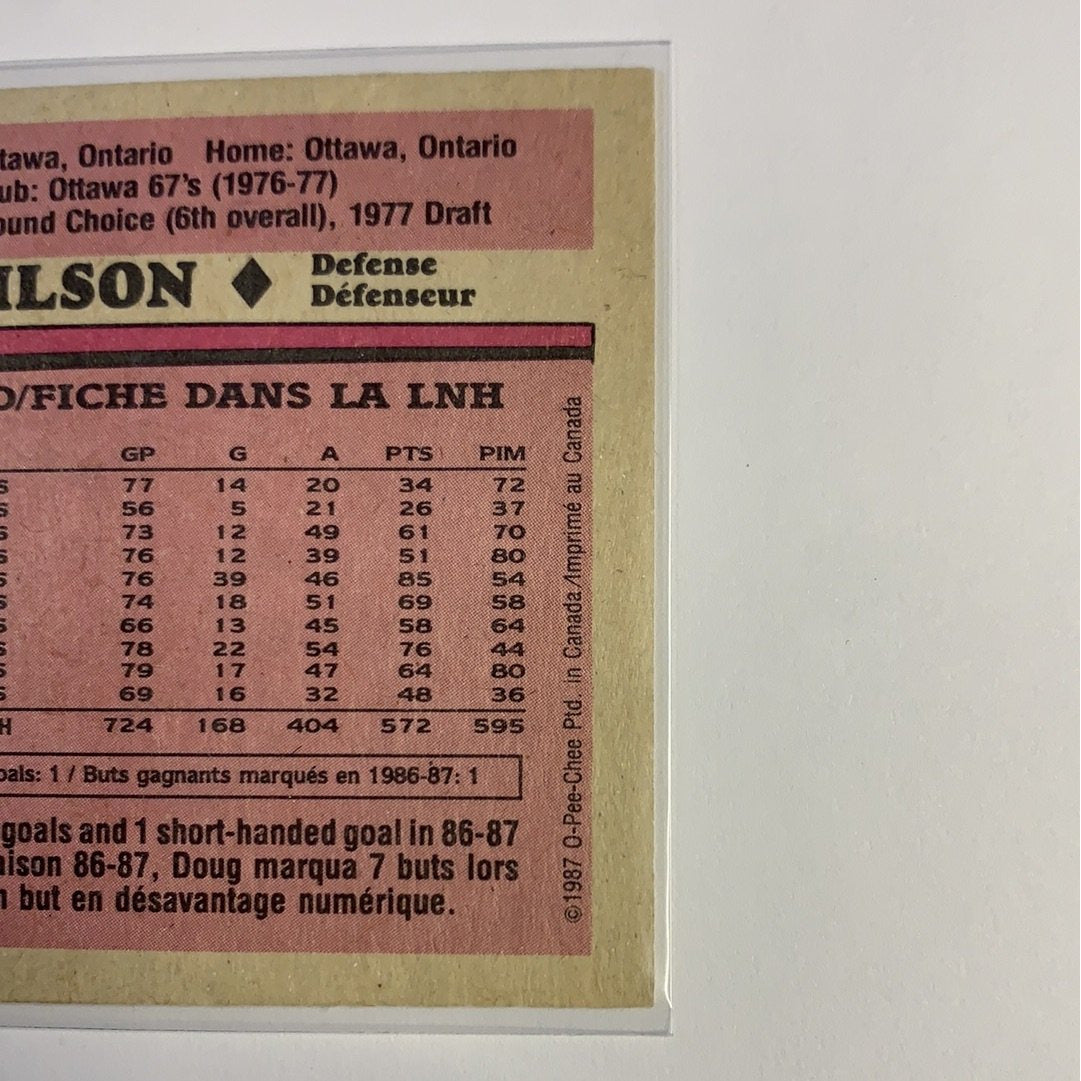 tawa, Ontario Home: Ottawa, Ontario
ub: Ottawa 67's (1976-77)
ound Choice (6th overall), 1977 Draft
ILSON ♦ Defense
Défenseur
D/FICHE DANS LA LNH
GP G A PTS PIM
S 77 14 20 34 72
S 56 5 21 26 37
S 73 12 49 61 70
S 76 12 39 51 80
S 76 39 46 85 54
S 74 18 51 69 58
S 66 13 45 58 64
S 78 22 54 76 44
S 79 17 47 64 80
S 69 16 32 48 36
H 724 168 404 572 595
oals: 1 / Buts gagnants marqués en 1986-87: 1
goals and 1 short-handed goal in 86-87
aison 86-87, Doug marqua 7 buts lors
n but en désavantage numérique.
©1987 O-Pee-Chee Ptd. in Canada/Imprimé au Canada